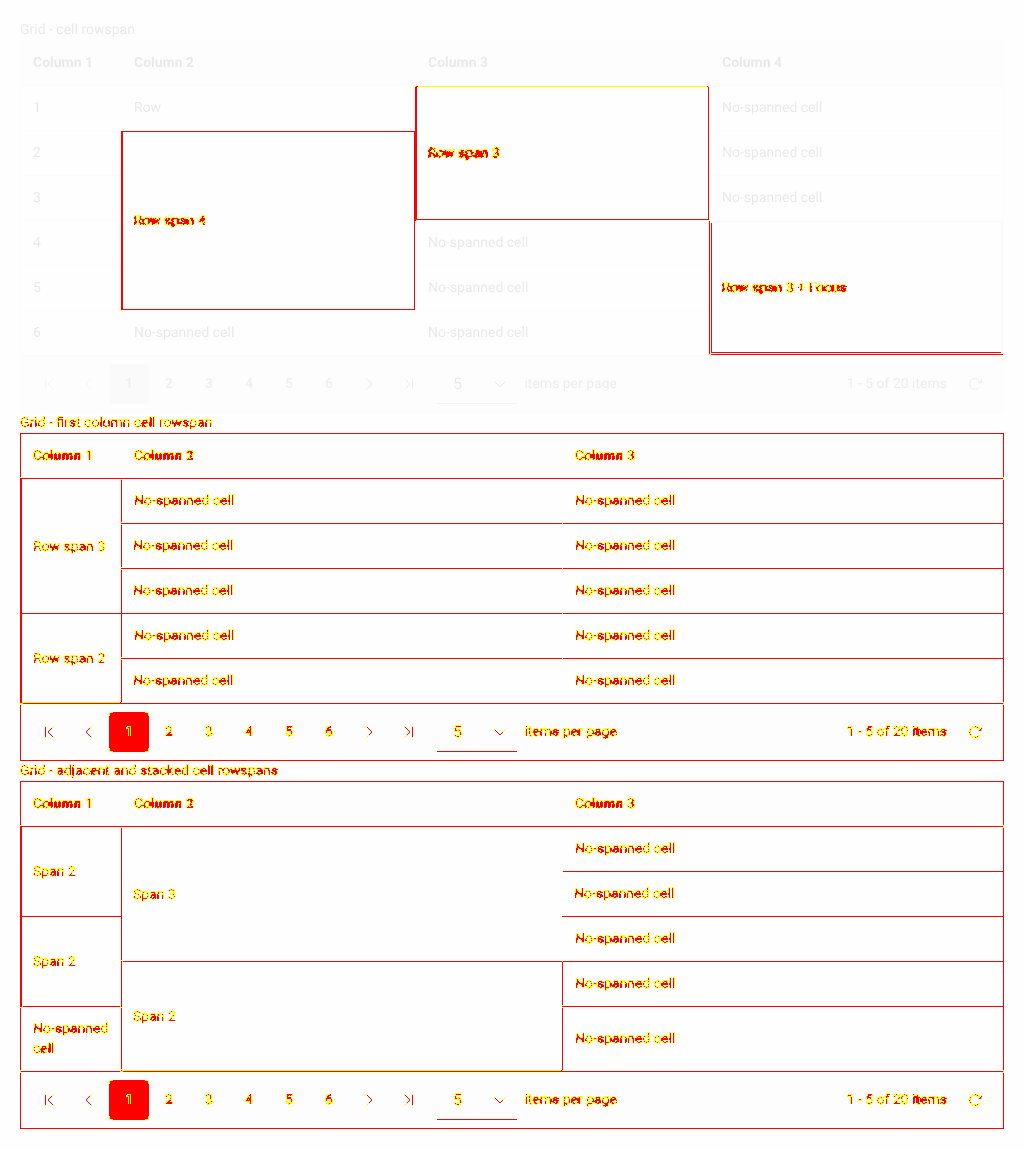 Grid - cell rowspan
Column 1 Column 2 Column 3 Column 4
1 Row No-spanned cell
2 Row span 3 No-spanned cell
3 No-spanned cell
Row span 4
4 No-spanned cell
5 No-spanned cell Row span 3 + Focus
6 No-spanned cell No-spanned cell
1 2 3 4 5 6 5 items per page 1 - 5 of 20 items
Grid - first column cell rowspan
Column 1 Column 2 Column 3
No-spanned cell No-spanned cell
Row span 3 No-spanned cell No-spanned cell
No-spanned cell No-spanned cell
No-spanned cell No-spanned cell
Row span 2
No-spanned cell No-spanned cell
1 2 3 4 5 6 5 items per page 1 - 5 of 20 items
Grid - adjacent and stacked cell rowspans
Column 1 Column 2 Column 3
No-spanned cell
Span 2
Span 3 No-spanned cell
No-spanned cell
Span 2
No-spanned cell
Span 2
No-spanned
cell
No-spanned cell
1 2 3 4 5 6 5 items per page 1 - 5 of 20 items